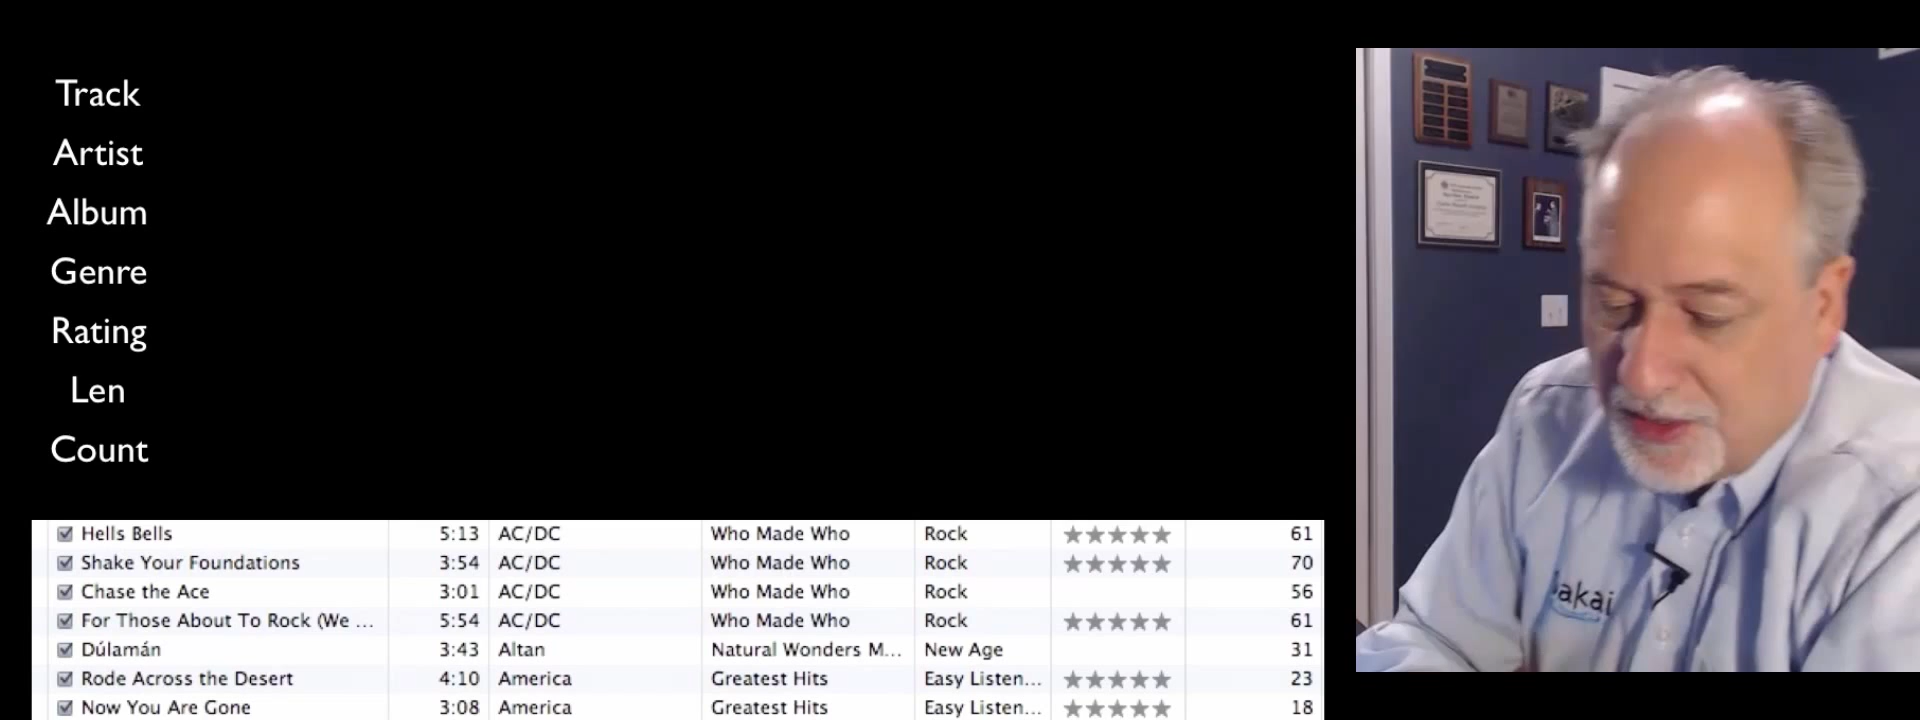 Track
Artist
Album
Genre
Rating
Len
Count
Hells Bells 5:13 AC/DC Who Made Who Rock ★★★★★ 61
Shake Your Foundations 3:54 AC/DC Who Made Who Rock ★★★★★ 70
Chase the Ace 3:01 AC/DC Who Made Who Rock 56
For Those About To Rock (We ... 5:54 AC/DC Who Made Who Rock ★★★★★ 61
Dúlamán 3:43 Altan Natural Wonders M... New Age 31
Rode Across the Desert 4:10 America Greatest Hits Easy Listen... ★★★★★ 23
Now You Are Gone 3:08 America Greatest Hits Easy Listen... ★★★★★ 18